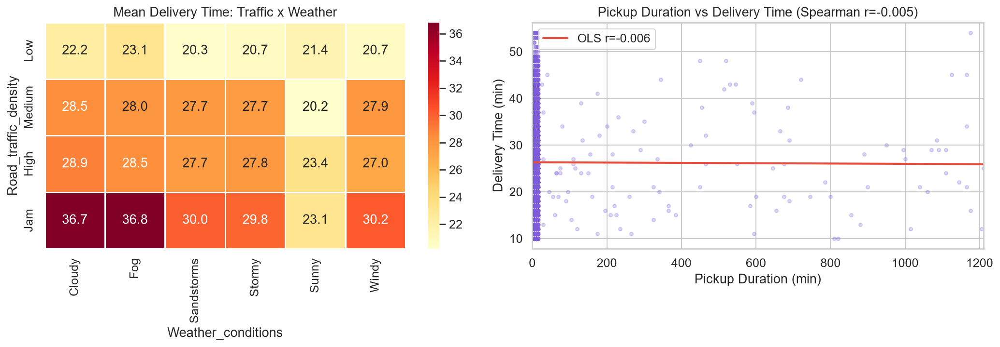 Mean Delivery Time: Traffic x Weather
Road_traffic_density
Low
22.2 23.1 20.3 20.7 21.4 20.7
Medium
28.5 28.0 27.7 27.7 20.2 27.9
High
28.9 28.5 27.7 27.8 23.4 27.0
Jam
36.7 36.8 30.0 29.8 23.1 30.2
Cloudy Fog Sandstorms Stormy Sunny Windy
Weather_conditions
36
34
32
30
28
26
24
22
Pickup Duration vs Delivery Time (Spearman r=-0.005)
OLS r=-0.006
Delivery Time (min)
50
40
30
20
10
0 200 400 600 800 1000 1200
Pickup Duration (min)